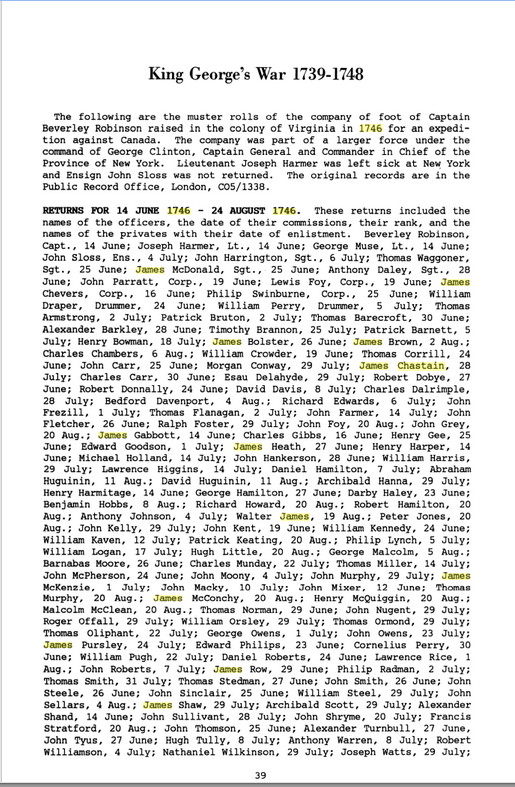 King George's War 1739-1748
The following are the muster rolls of the company of foot of Captain
Beverley Robinson raised in the colony of Virginia in 1746 for an expedi-
tion against Canada. The company was part of a larger force under the
command of George Clinton, Captain General and Commander in Chief of the
Province of New York. Lieutenant Joseph Harmer was left sick at New York
and Ensign John Sloss was not returned. The original records are in the
Public Record Office, London, CO5/1338.
RETURNS FOR 14 JUNE 1746 - 24 AUGUST 1746. These returns included the
names of the officers, the date of their commissions, their rank, and the
names of the privates with their date of enlistment. Beverley Robinson,
Capt., 14 June; Joseph Harmer, Lt., 14 June; George Muse, Lt., 14 June;
John Sloss, Ens., 4 July; John Harrington, Sgt., 6 July; Thomas Waggoner,
Sgt., 25 June; James McDonald, Sgt., 25 June; Anthony Daley, Sgt., 28
June; John Parratt, Corp., 19 June; Lewis Foy, Corp., 19 June; James
Chevers, Corp., 16 June; Philip Swinburne, Corp., 25 June; William
Draper, Drummer, 24 June; William Perry, Drummer, 5 July; Thomas
Armstrong, 2 July; Patrick Bruton, 2 July; Thomas Barecroft, 30 June;
Alexander Barkley, 28 June; Timothy Brannon, 25 July; Patrick Barnett, 5
July; Henry Bowman, 18 July; James Bolster, 26 June; James Brown, 2 Aug.;
Charles Chambers, 6 Aug.; William Crowder, 19 June; Thomas Corrill, 24
June; John Carr, 25 June; Morgan Conway, 29 July; James Chastain, 28
July; Charles Carr, 30 June; Esau Delahyde, 29 July; Robert Dobye, 27
June; Robert Donnally, 24 June; David Davis, 8 July; Charles Dalrimple,
28 July; Bedford Davenport, 4 Aug.; Richard Edwards, 6 July; John
Frezill, 1 July; Thomas Flanagan, 2 July; John Farmer, 14 July; John
Fletcher, 26 June; Ralph Foster, 29 July; John Foy, 20 Aug.; John Grey,
20 Aug.; James Gabbott, 14 June; Charles Gibbs, 16 June; Henry Gee, 25
June; Edward Goodson, 1 July; James Heath, 27 June; Henry Harper, 14
June; Michael Holland, 14 July; John Hankerson, 28 June; William Harris,
29 July; Lawrence Higgins, 14 July; Daniel Hamilton, 7 July; Abraham
Huguinin, 11 Aug.; David Huguinin, 11 Aug.; Archibald Hanna, 29 July;
Henry Harmitage, 14 June; George Hamilton, 27 June; Darby Haley, 23 June;
Benjamin Hobbs, 8 Aug.; Richard Howard, 20 Aug.; Robert Hamilton, 20
Aug.; Anthony Johnson, 4 July; Walter James, 19 Aug.; Peter Jones, 20
Aug.; John Kelly, 29 July; John Kent, 19 June; William Kennedy, 24 June;
William Kaven, 12 July; Patrick Keating, 20 Aug.; Philip Lynch, 5 July;
William Logan, 17 July; Hugh Little, 20 Aug.; George Malcolm, 5 Aug.;
Barnabas Moore, 26 June; Charles Munday, 22 July; Thomas Miller, 14 July;
John McPherson, 24 June; John Moony, 4 July; John Murphy, 29 July; James
McKenzie, 1 July; John Macky, 10 July; John Mixer, 12 June; Thomas
Murphy, 20 Aug.; James McConchy, 20 Aug.; Henry McQuiggin, 20 Aug.;
Malcolm McClean, 20 Aug.; Thomas Norman, 29 June; John Nugent, 29 July;
Roger Offall, 29 July; William Orsley, 29 July; Thomas Ormond, 29 July;
Thomas Oliphant, 22 July; George Owens, 1 July; John Owens, 23 July;
James Pursley, 24 July; Edward Philips, 23 June; Cornelius Perry, 30
June; William Pugh, 22 July; Daniel Roberts, 24 June; Lawrence Rice, 1
Aug.; John Roberts, 7 July; James Row, 29 June; Philip Radman, 2 July;
Thomas Smith, 31 July; Thomas Stedman, 27 June; John Smith, 26 June; John
Steele, 26 June; John Sinclair, 25 June; William Steel, 29 July; John
Sellars, 4 Aug.; James Shaw, 29 July; Archibald Scott, 29 July; Alexander
Shand, 14 June; John Sullivant, 28 July; John Shryme, 20 July; Francis
Stratford, 20 Aug.; John Thomson, 25 June; Alexander Turnbull, 27 June,
John Tyus, 27 June; Hugh Tully, 8 July; Anthony Warren, 8 July; Robert
Williamson, 4 July; Nathaniel Wilkinson, 29 July; Joseph Watts, 29 July;
39